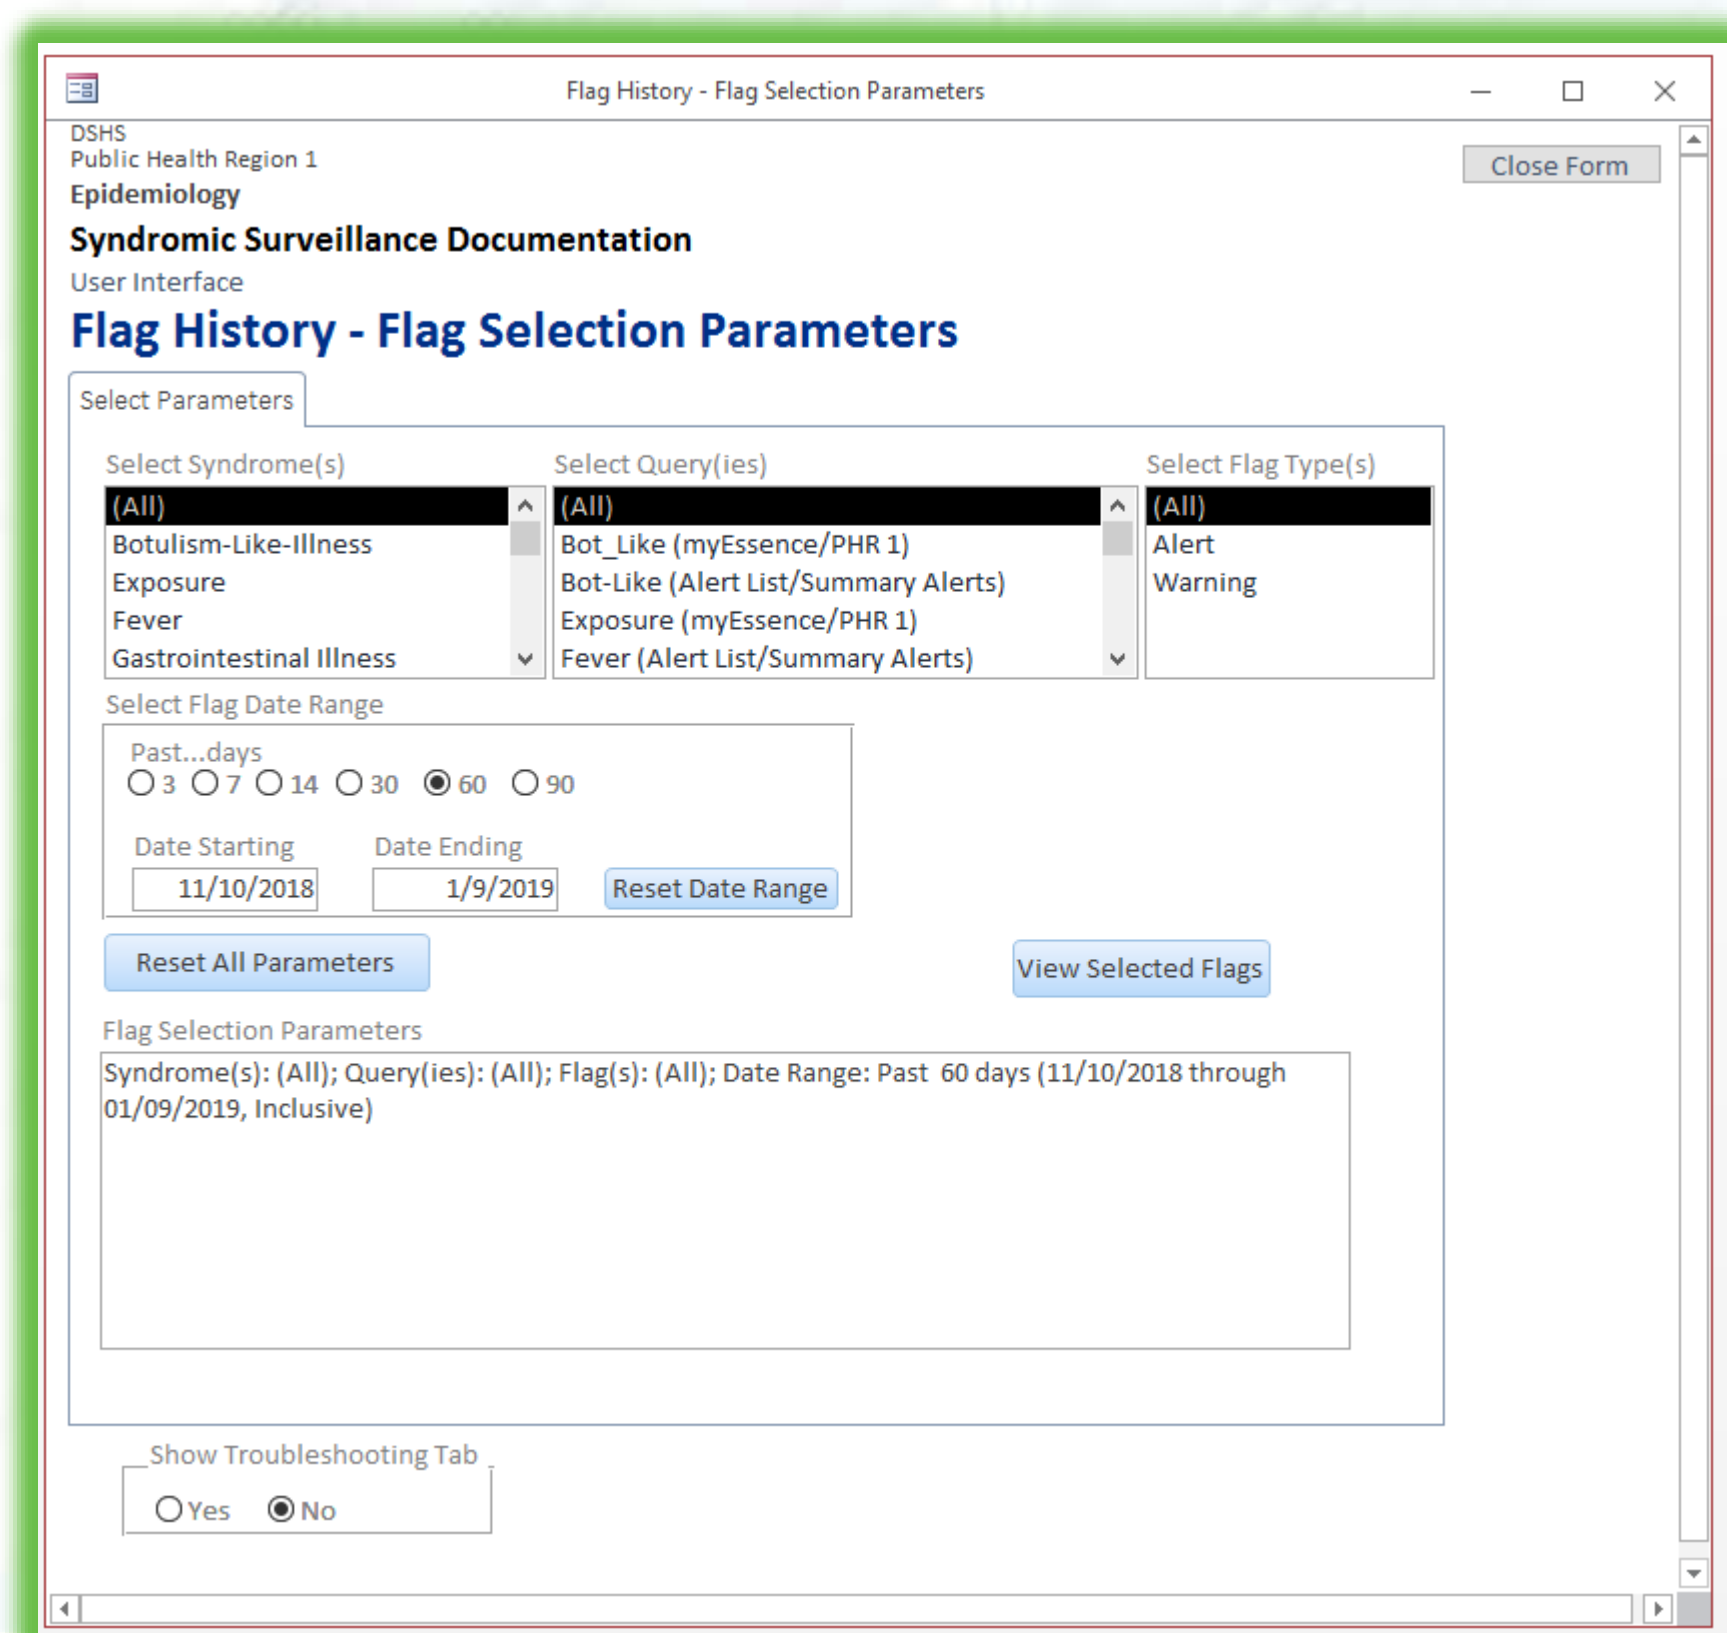 Flag History - Flag Selection Parameters
DSHS
Public Health Region 1
Close Form
Epidemiology
Syndromic Surveillance Documentation
User Interface
Flag History - Flag Selection Parameters
Select Parameters
Select Syndrome(s) Select Query(ies) Select Flag Type(s)
(All) (All) (All)
Botulism-Like-Illness Bot_Like (myEssence/PHR 1) Alert
Exposure Bot-Like (Alert List/Summary Alerts) Warning
Fever Exposure (myEssence/PHR 1)
Gastrointestinal Illness Fever (Alert List/Summary Alerts)
Select Flag Date Range
Past...days
3 7 14 30 60 90
Date Starting Date Ending
11/10/2018 1/9/2019 Reset Date Range
Reset All Parameters View Selected Flags
Flag Selection Parameters
Syndrome(s): (All); Query(ies): (All); Flag(s): (All); Date Range: Past  60 days (11/10/2018 through
01/09/2019, Inclusive)
Show Troubleshooting Tab
Yes No